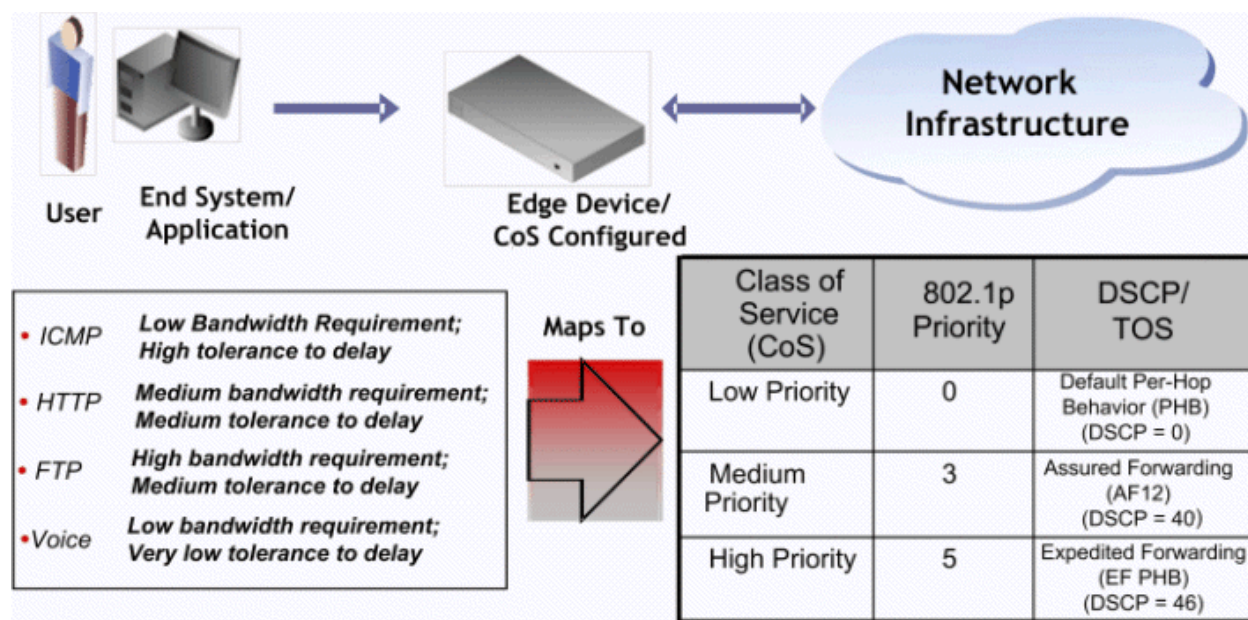 Network
Infrastructure
User
End System/
Application
Edge Device/
CoS Configured
• ICMP Low Bandwidth Requirement;
High tolerance to delay
• HTTP Medium bandwidth requirement;
Medium tolerance to delay
• FTP High bandwidth requirement;
Medium tolerance to delay
•Voice Low bandwidth requirement;
Very low tolerance to delay
Maps To
Class of
Service
(CoS)
802.1p
Priority
DSCP/
TOS
Low Priority
0
Default Per-Hop
Behavior (PHB)
(DSCP = 0)
Medium
Priority
3
Assured Forwarding
(AF12)
(DSCP = 40)
High Priority
5
Expedited Forwarding
(EF PHB)
(DSCP = 46)